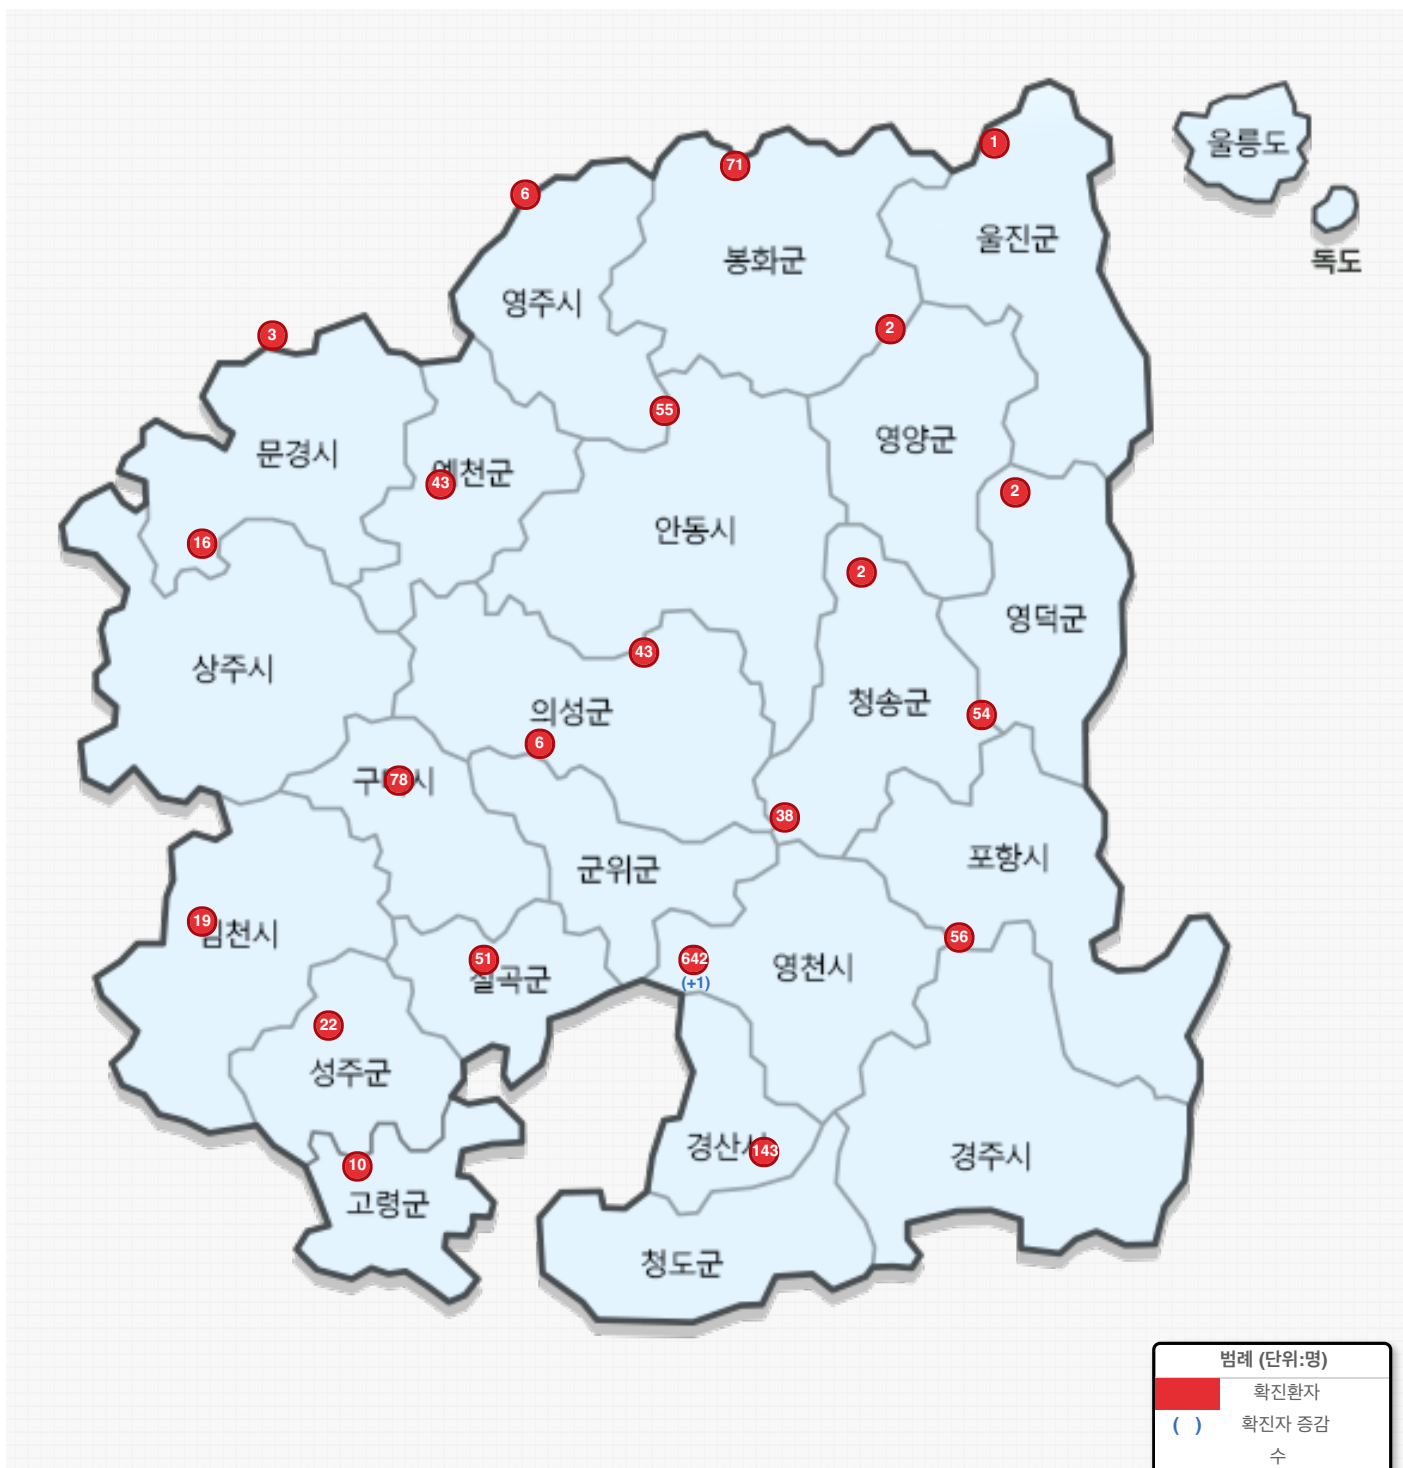 울릉도
1
71
6
울진군
봉화군
독도
영주시
2
3
55
영양군
문경시
천군
43
2
안동시
16
2
영덕군
43
상주시
청송군
의성군
54
6
구 시
78
38
포항시
군위군
19
천시
56
51
곡군
642
(+1)
영천시
22
성주군
경산
143
경주시
10
고령군
청도군
범례 (단위:명)
확진환자
( ) 확진자 증감
수